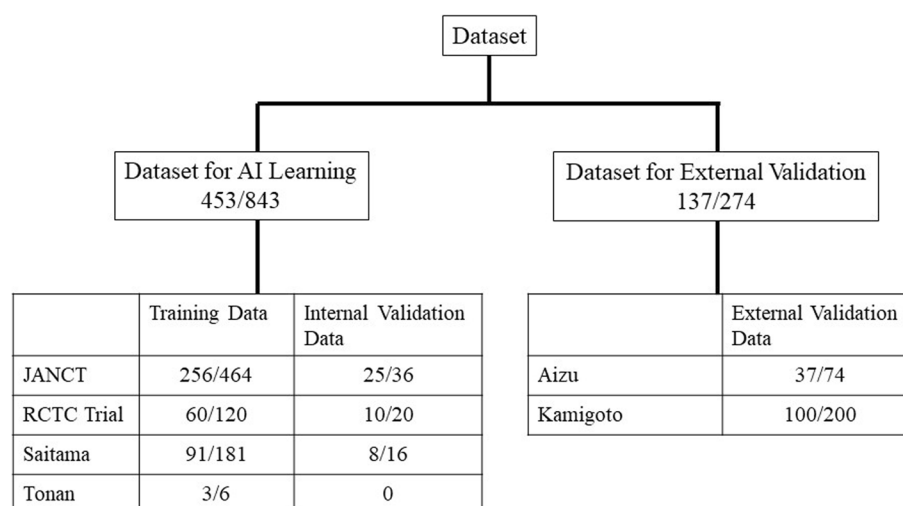 Dataset
Dataset for AI Learning
453/843
Dataset for External Validation
137/274
Training Data
Internal Validation
Data
JANCT
256/464
25/36
RCTC Trial
60/120
10/20
Saitama
91/181
8/16
Tonan
3/6
0
External Validation
Data
Aizu
37/74
Kamigoto
100/200